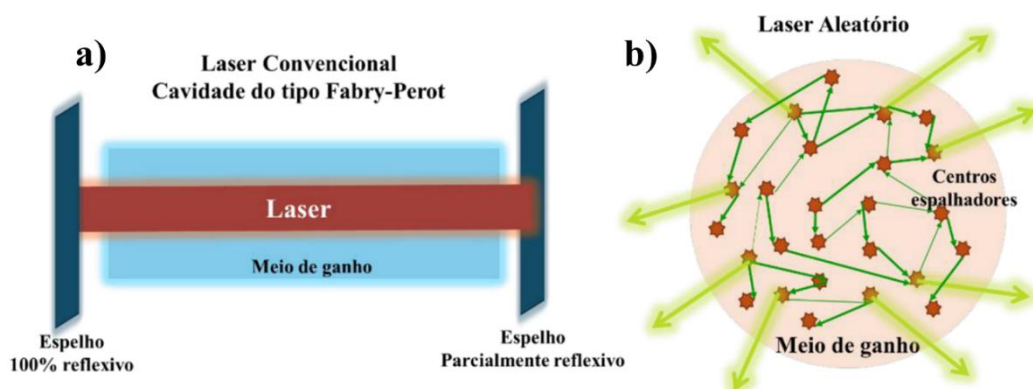 a)
Laser Convencional
Cavidade do tipo Fabry-Perot
Laser
Meio de ganho
Espelho
100% reflexivo
Espelho
Parcialmente reflexivo
b)
Laser Aleatório
Centros
espalhadores
Meio de ganho